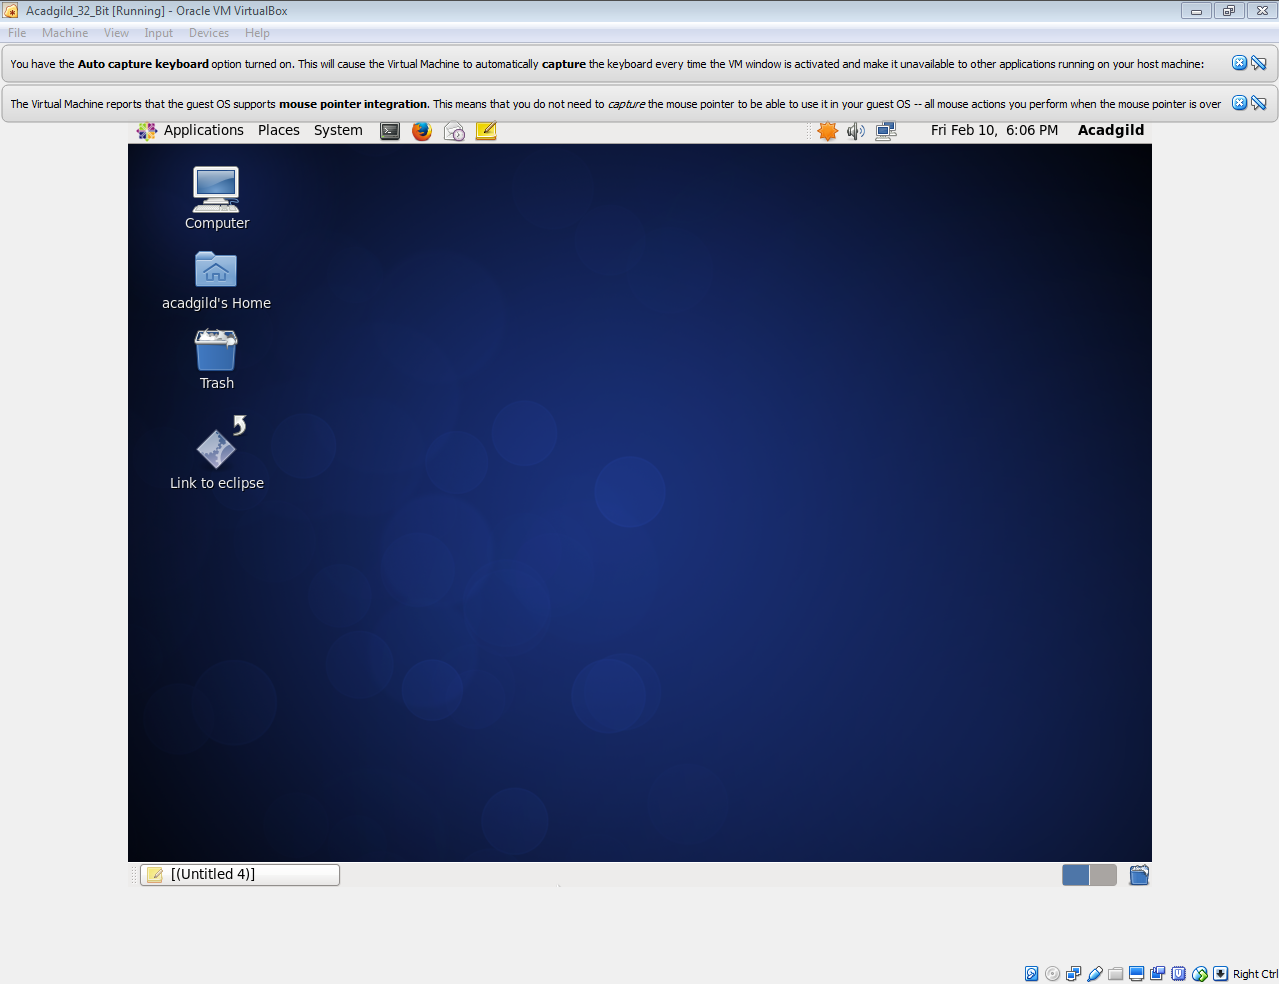 Acadgild_32_Bit [Running] - Oracle VM VirtualBox
File Machine View Input Devices Help
You have the Auto capture keyboard option turned on. This will cause the Virtual Machine to automatically capture the keyboard every time the VM window is activated and make it unavailable to other applications running on your host machine:
The Virtual Machine reports that the guest OS supports mouse pointer integration. This means that you do not need to capture the mouse pointer to be able to use it in your guest OS -- all mouse actions you perform when the mouse pointer is over
Applications Places System Fri Feb 10, 6:06 PM Acadgild
Computer
acadgild's Home
Trash
Link to eclipse
[(Untitled 4)]
Right Ctrl